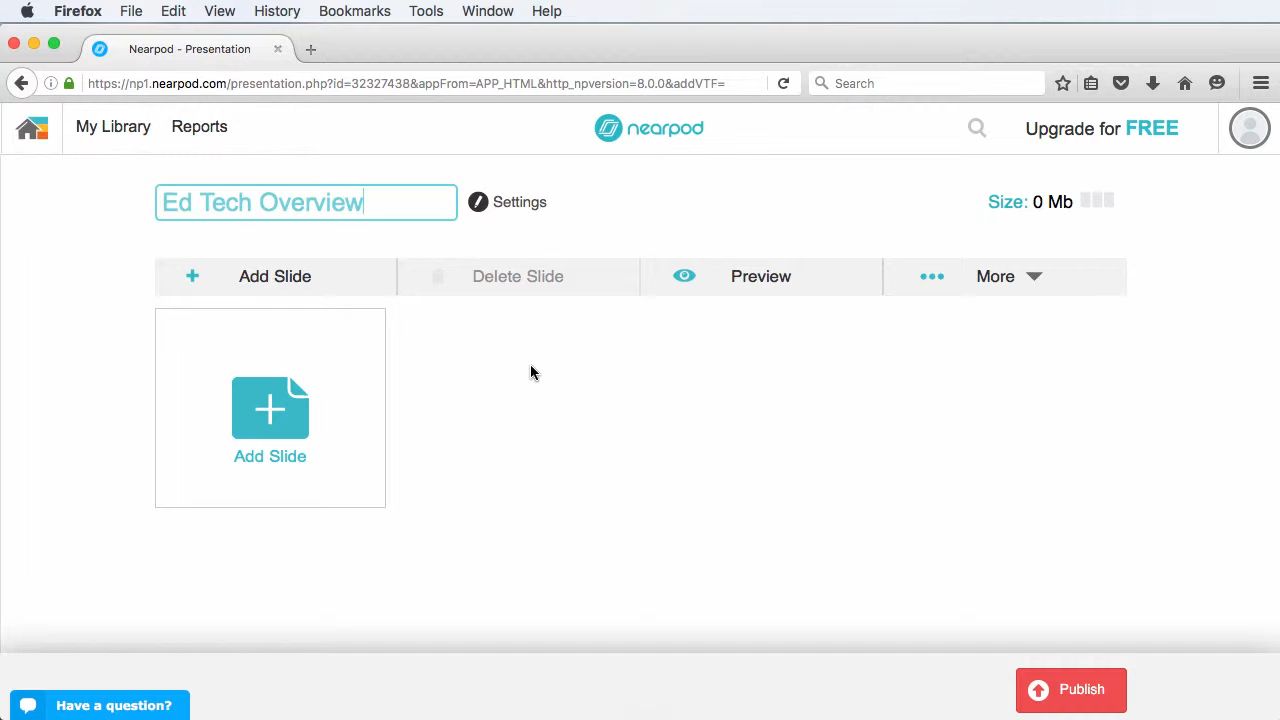 Firefox File Edit View History Bookmarks Tools Window Help
Nearpod - Presentation
https://np1.nearpod.com/presentation.php?id=32327438&appFrom=APP_HTML&http_npversion=8.0.0&addVTF=
Search
My Library Reports nearpod Upgrade for FREE
Ed Tech Overview Settings Size: 0 Mb
Add Slide Delete Slide Preview More
Add Slide
Publish
Have a question?